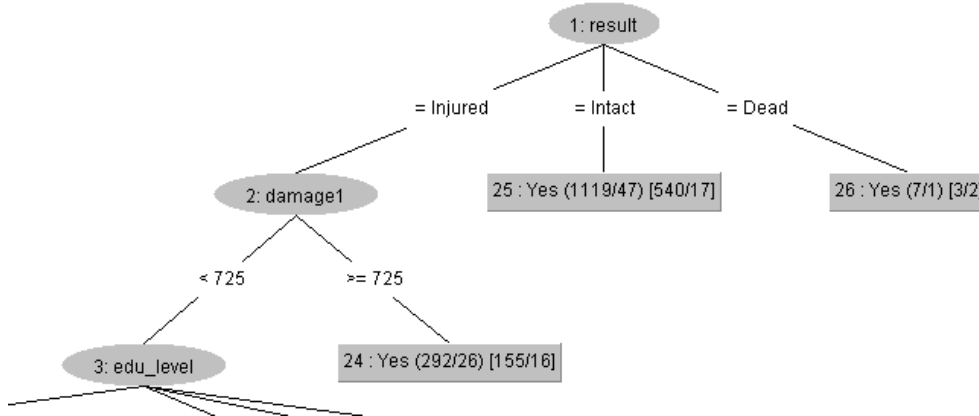 1: result
= Injured
= Intact
= Dead
2: damage1
25 : Yes (1119/47) [540/17]
26 : Yes (7/1) [3/2
< 725
>= 725
3: edu_level
24 : Yes (292/26) [155/16]